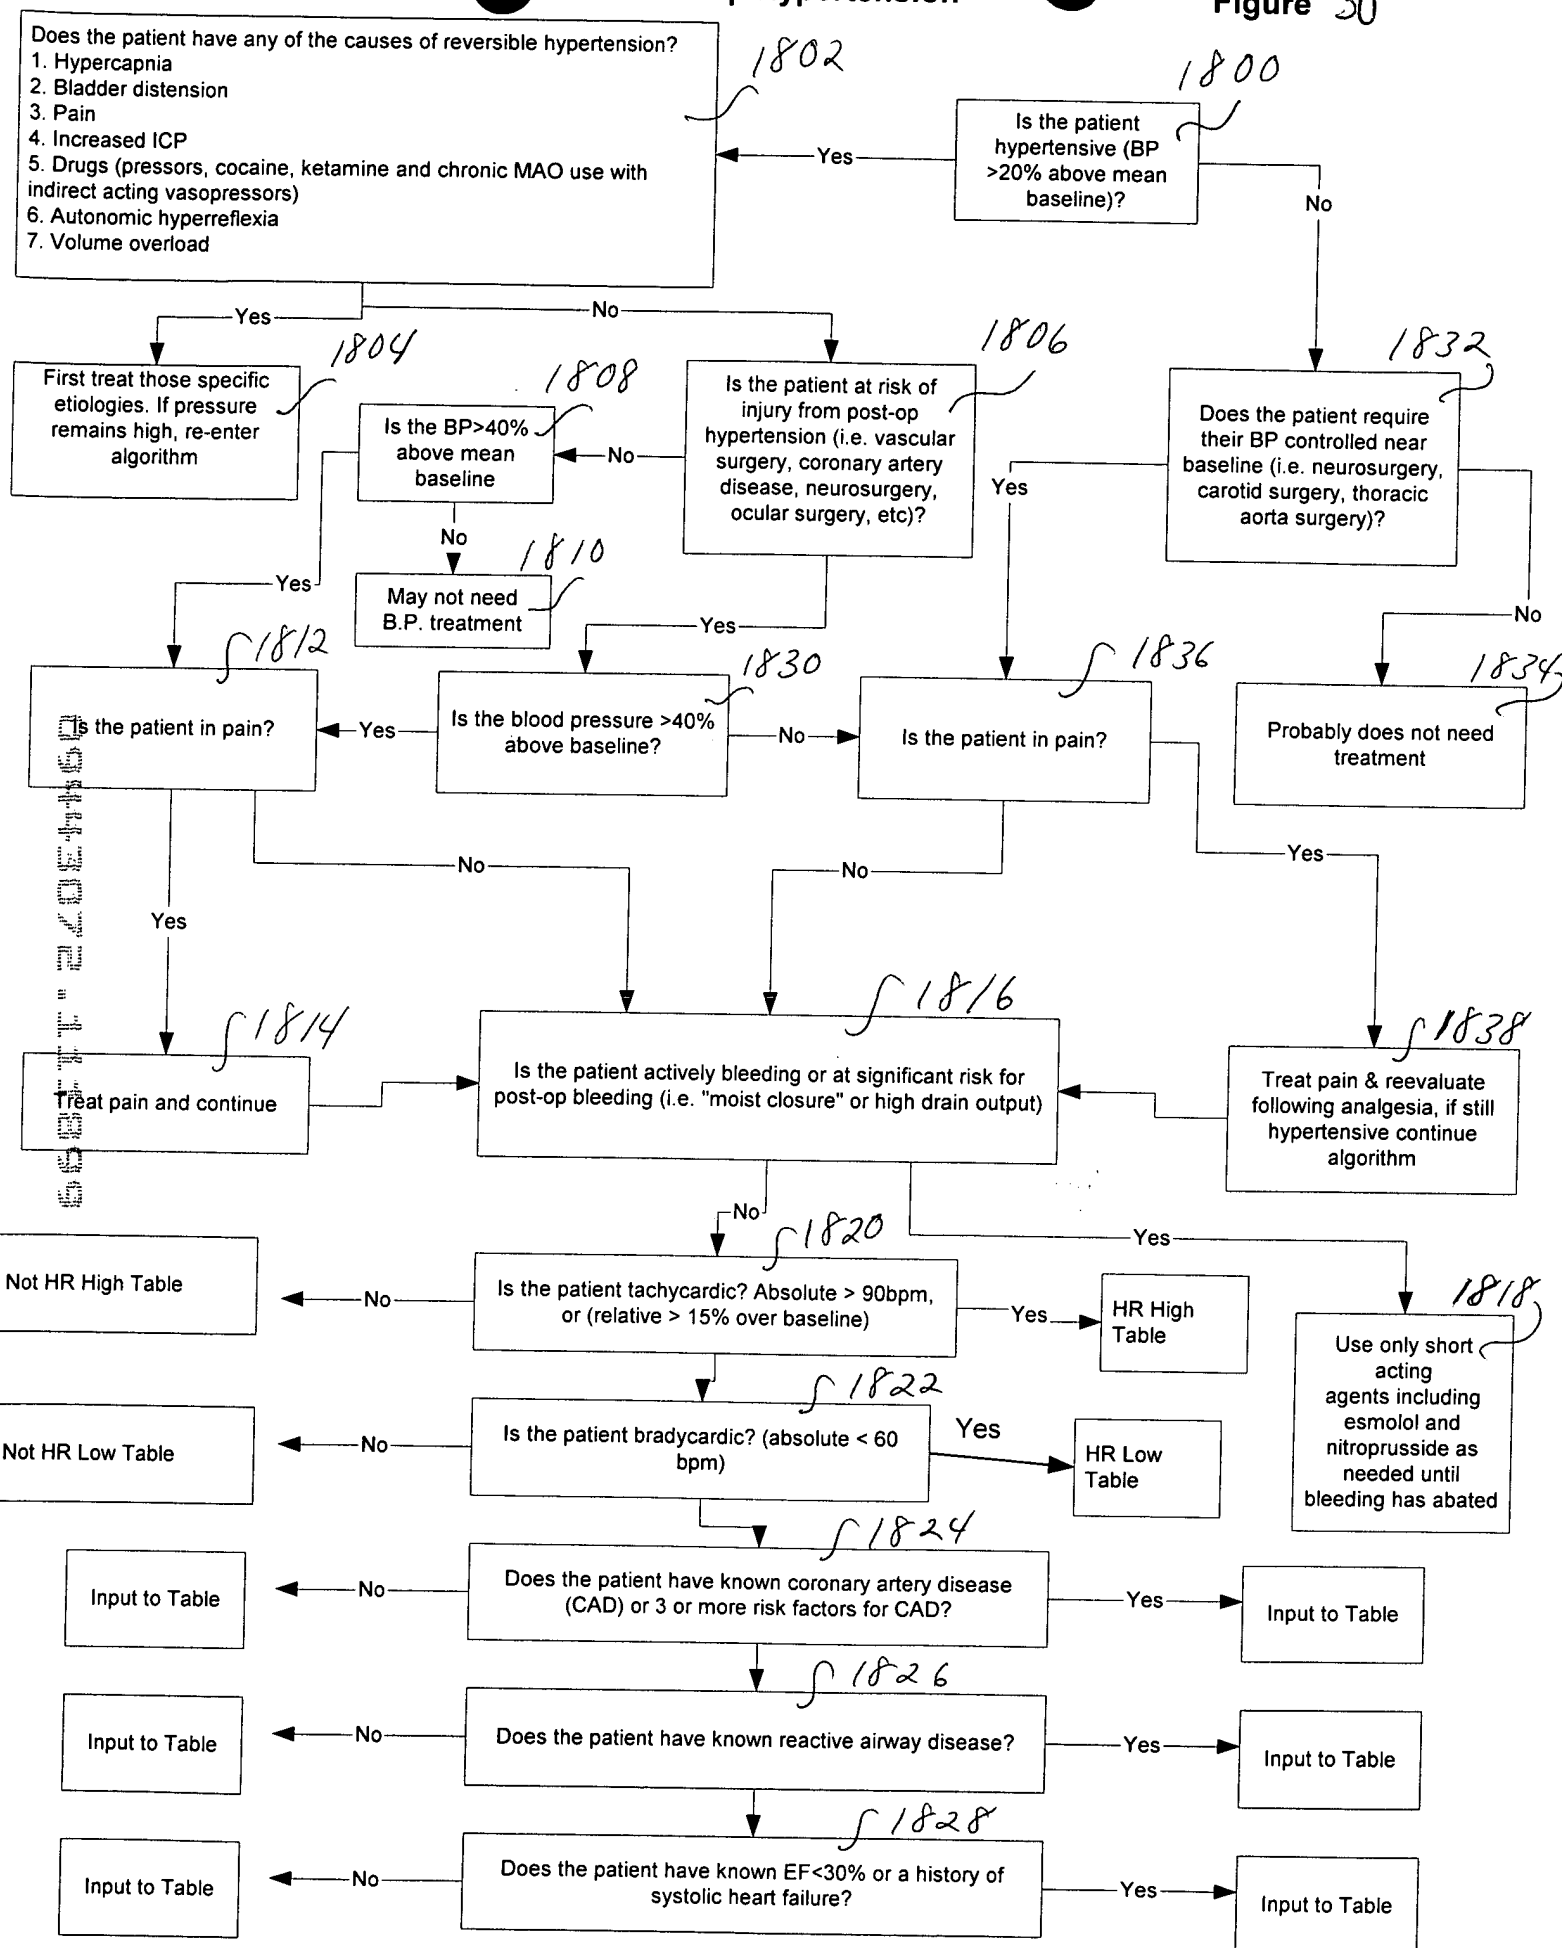 Figure 30
Does the patient have any of the causes of reversible hypertension?
1. Hypercapnia
2. Bladder distension
3. Pain
4. Increased ICP
5. Drugs (pressors, cocaine, ketamine and chronic MAO use with
indirect acting vasopressors)
6. Autonomic hyperreflexia
7. Volume overload
1802
1800
Is the patient
hypertensive (BP
>20% above mean
baseline)?
Yes
No
Yes
No
1804
First treat those specific
etiologies. If pressure
remains high, re-enter
algorithm
1808
Is the BP>40%
above mean
baseline
No
1806
Is the patient at risk of
injury from post-op
hypertension (i.e. vascular
surgery, coronary artery
disease, neurosurgery,
ocular surgery, etc)?
1832
Does the patient require
their BP controlled near
baseline (i.e. neurosurgery,
carotid surgery, thoracic
aorta surgery)?
Yes
No
Yes
No
1810
May not need
B.P. treatment
Yes
1812
Is the patient in pain?
Yes
1830
Is the blood pressure >40%
above baseline?
No
1836
Is the patient in pain?
1834
Probably does not need
treatment
No
No
Yes
Yes
09443072 - 111899
1814
Treat pain and continue
1816
Is the patient actively bleeding or at significant risk for
post-op bleeding (i.e. "moist closure" or high drain output)
1838
Treat pain & reevaluate
following analgesia, if still
hypertensive continue
algorithm
No
Yes
Not HR High Table
No
1820
Is the patient tachycardic? Absolute > 90bpm,
or (relative > 15% over baseline)
Yes
HR High
Table
1818
Use only short
acting
agents including
esmolol and
nitroprusside as
needed until
bleeding has abated
Not HR Low Table
No
1822
Is the patient bradycardic? (absolute < 60
bpm)
Yes
HR Low
Table
Input to Table
No
1824
Does the patient have known coronary artery disease
(CAD) or 3 or more risk factors for CAD?
Yes
Input to Table
Input to Table
No
1826
Does the patient have known reactive airway disease?
Yes
Input to Table
Input to Table
No
1828
Does the patient have known EF<30% or a history of
systolic heart failure?
Yes
Input to Table